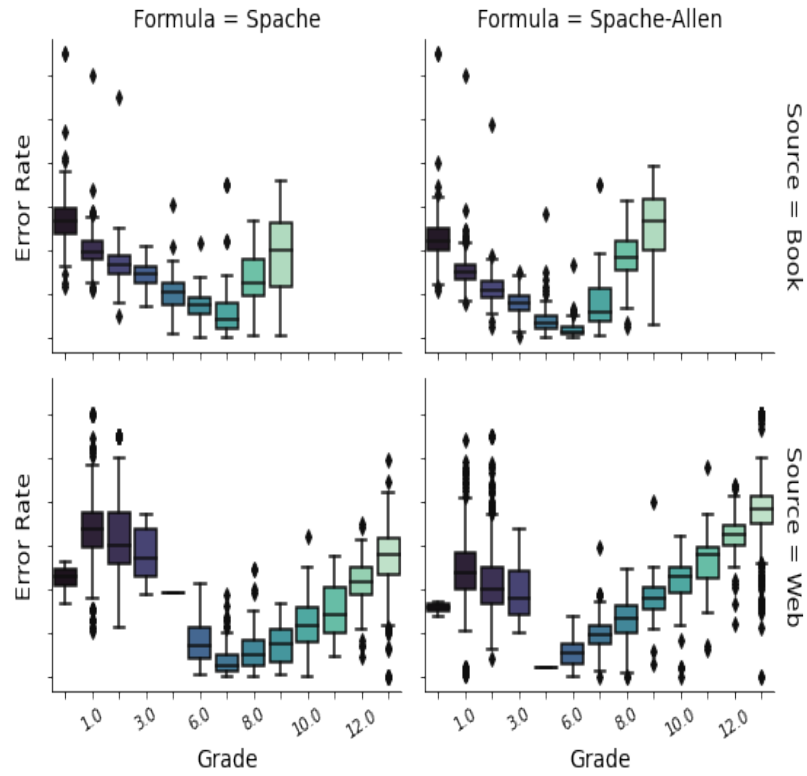 Formula = Spache
Formula = Spache-Allen
Error Rate
Source = Book
Error Rate
Source = Web
1.0 3.0 6.0 8.0 10.0 12.0
1.0 3.0 6.0 8.0 10.0 12.0
Grade
Grade